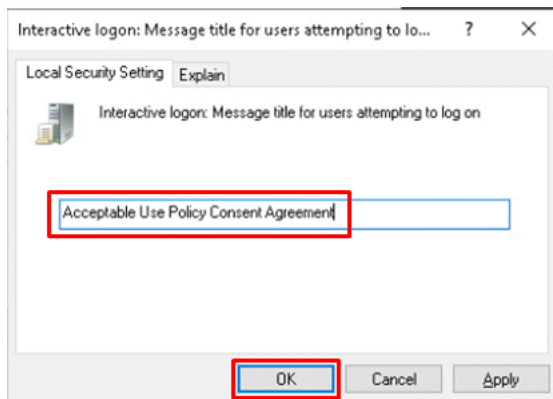 Interactive logon: Message title for users attempting to lo... ? ✕
Local Security Setting Explain
Interactive logon: Message title for users attempting to log on
Acceptable Use Policy Consent Agreement
OK Cancel Apply